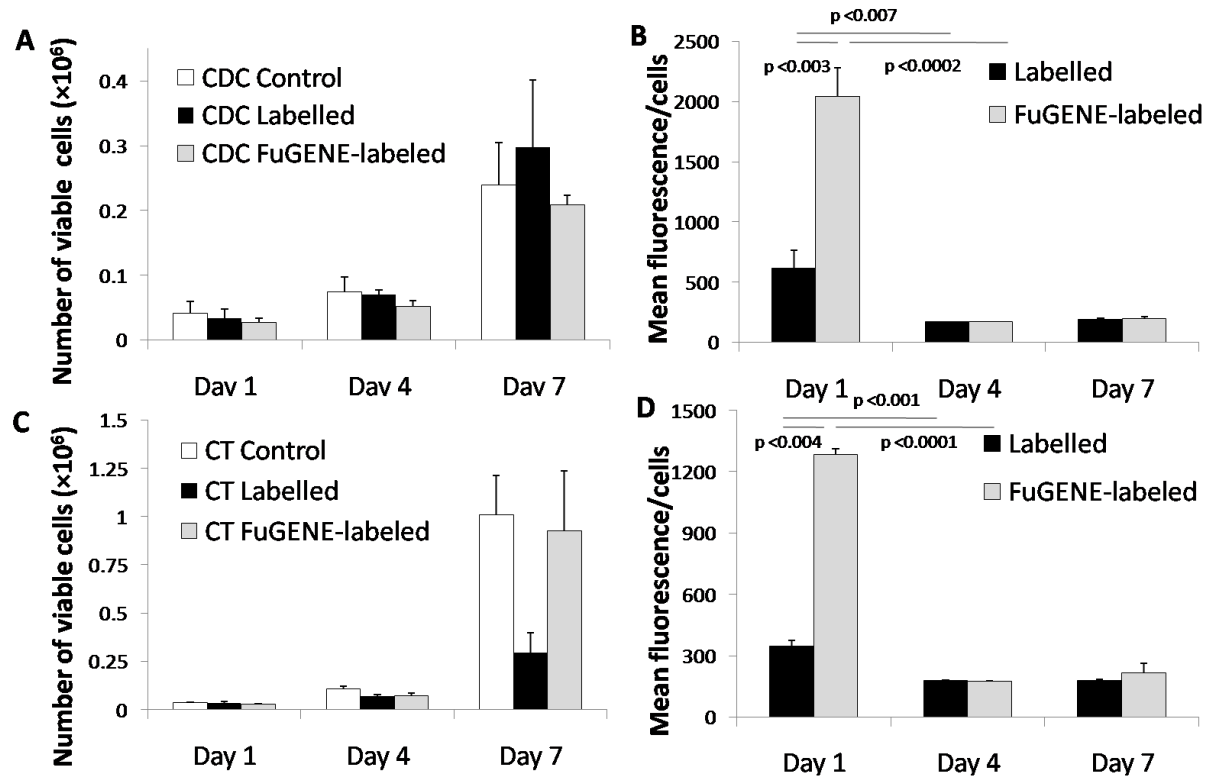 A
Number of viable cells (×10⁶)
0.4
0.3
0.2
0.1
0
CDC Control
CDC Labelled
CDC FuGENE-labeled
Day 1
Day 4
Day 7
B
Mean fluorescence/cells
2500
2000
1500
1000
500
0
p <0.007
p <0.003
p <0.0002
Labelled
FuGENE-labeled
Day 1
Day 4
Day 7
C
Number of viable cells (×10⁶)
1.5
1.25
1
0.75
0.5
0.25
0
CT Control
CT Labelled
CT FuGENE-labeled
Day 1
Day 4
Day 7
D
Mean fluorescence/cells
1500
1200
900
600
300
0
p <0.001
p <0.004
p <0.0001
Labelled
FuGENE-labeled
Day 1
Day 4
Day 7